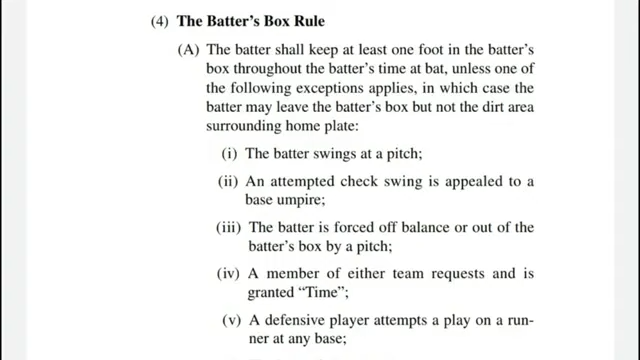 (4) The Batter’s Box Rule
(A) The batter shall keep at least one foot in the batter’s
box throughout the batter’s time at bat, unless one of
the following exceptions applies, in which case the
batter may leave the batter’s box but not the dirt area
surrounding home plate:
(i) The batter swings at a pitch;
(ii) An attempted check swing is appealed to a
base umpire;
(iii) The batter is forced off balance or out of the
batter’s box by a pitch;
(iv) A member of either team requests and is
granted “Time”;
(v) A defensive player attempts a play on a run-
ner at any base;